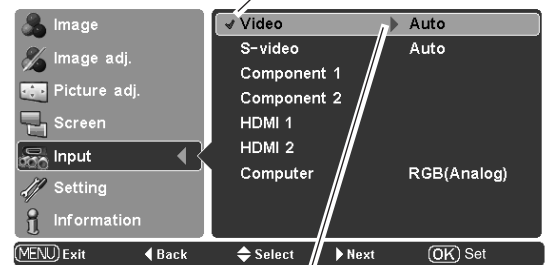 Image
Image adj.
Picture adj.
Screen
Input
Setting
Information
Video Auto
S-video Auto
Component 1
Component 2
HDMI 1
HDMI 2
Computer RGB(Analog)
MENU Exit Back Select Next OK Set